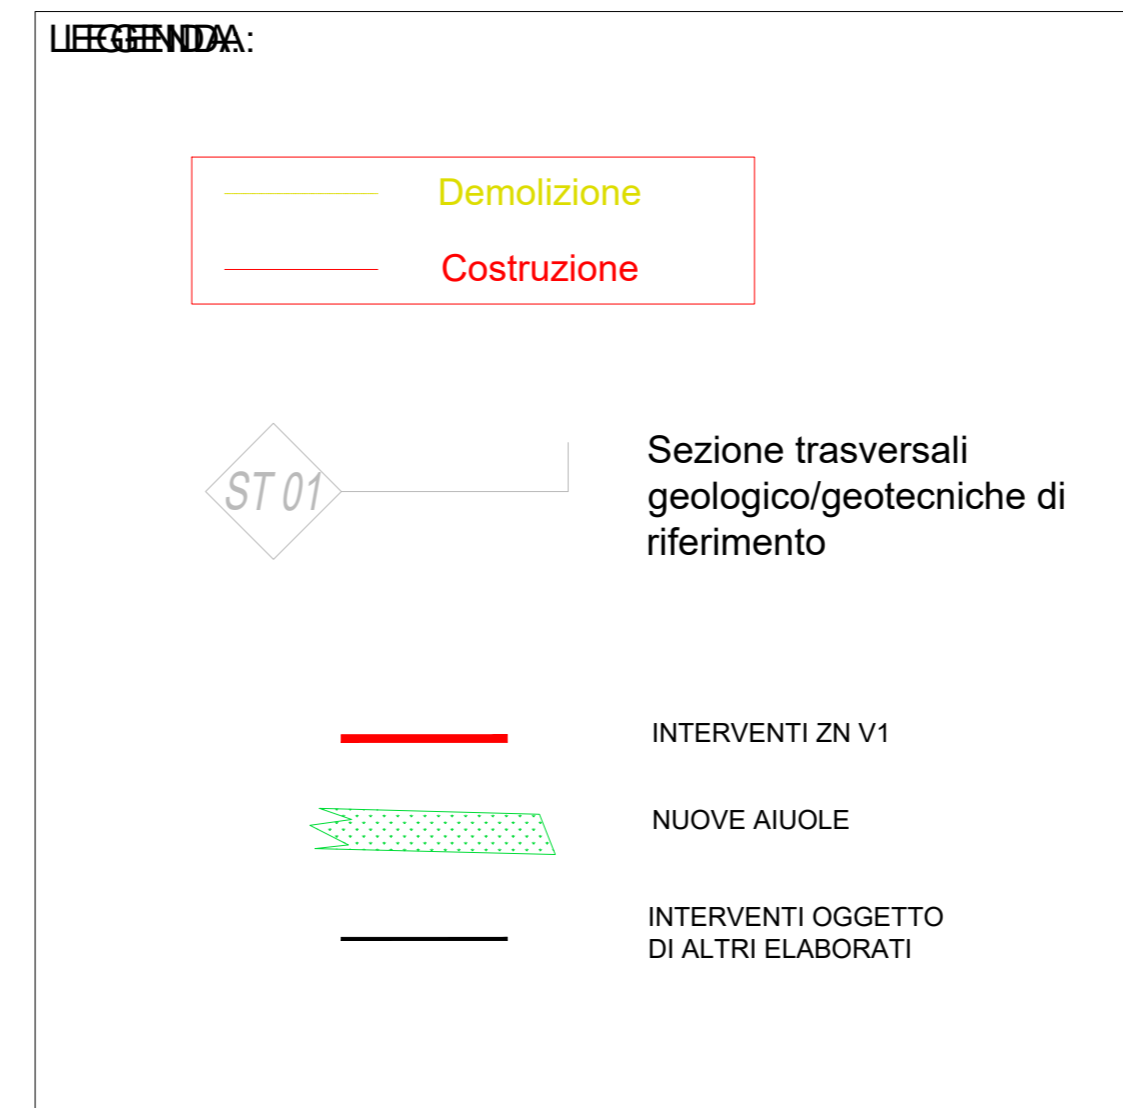 LEGENDA:
Demolizione
Costruzione
ST 01
Sezione trasversali
geologico/geotecniche di
riferimento
INTERVENTI ZN V1
NUOVE AIUOLE
INTERVENTI OGGETTO
DI ALTRI ELABORATI